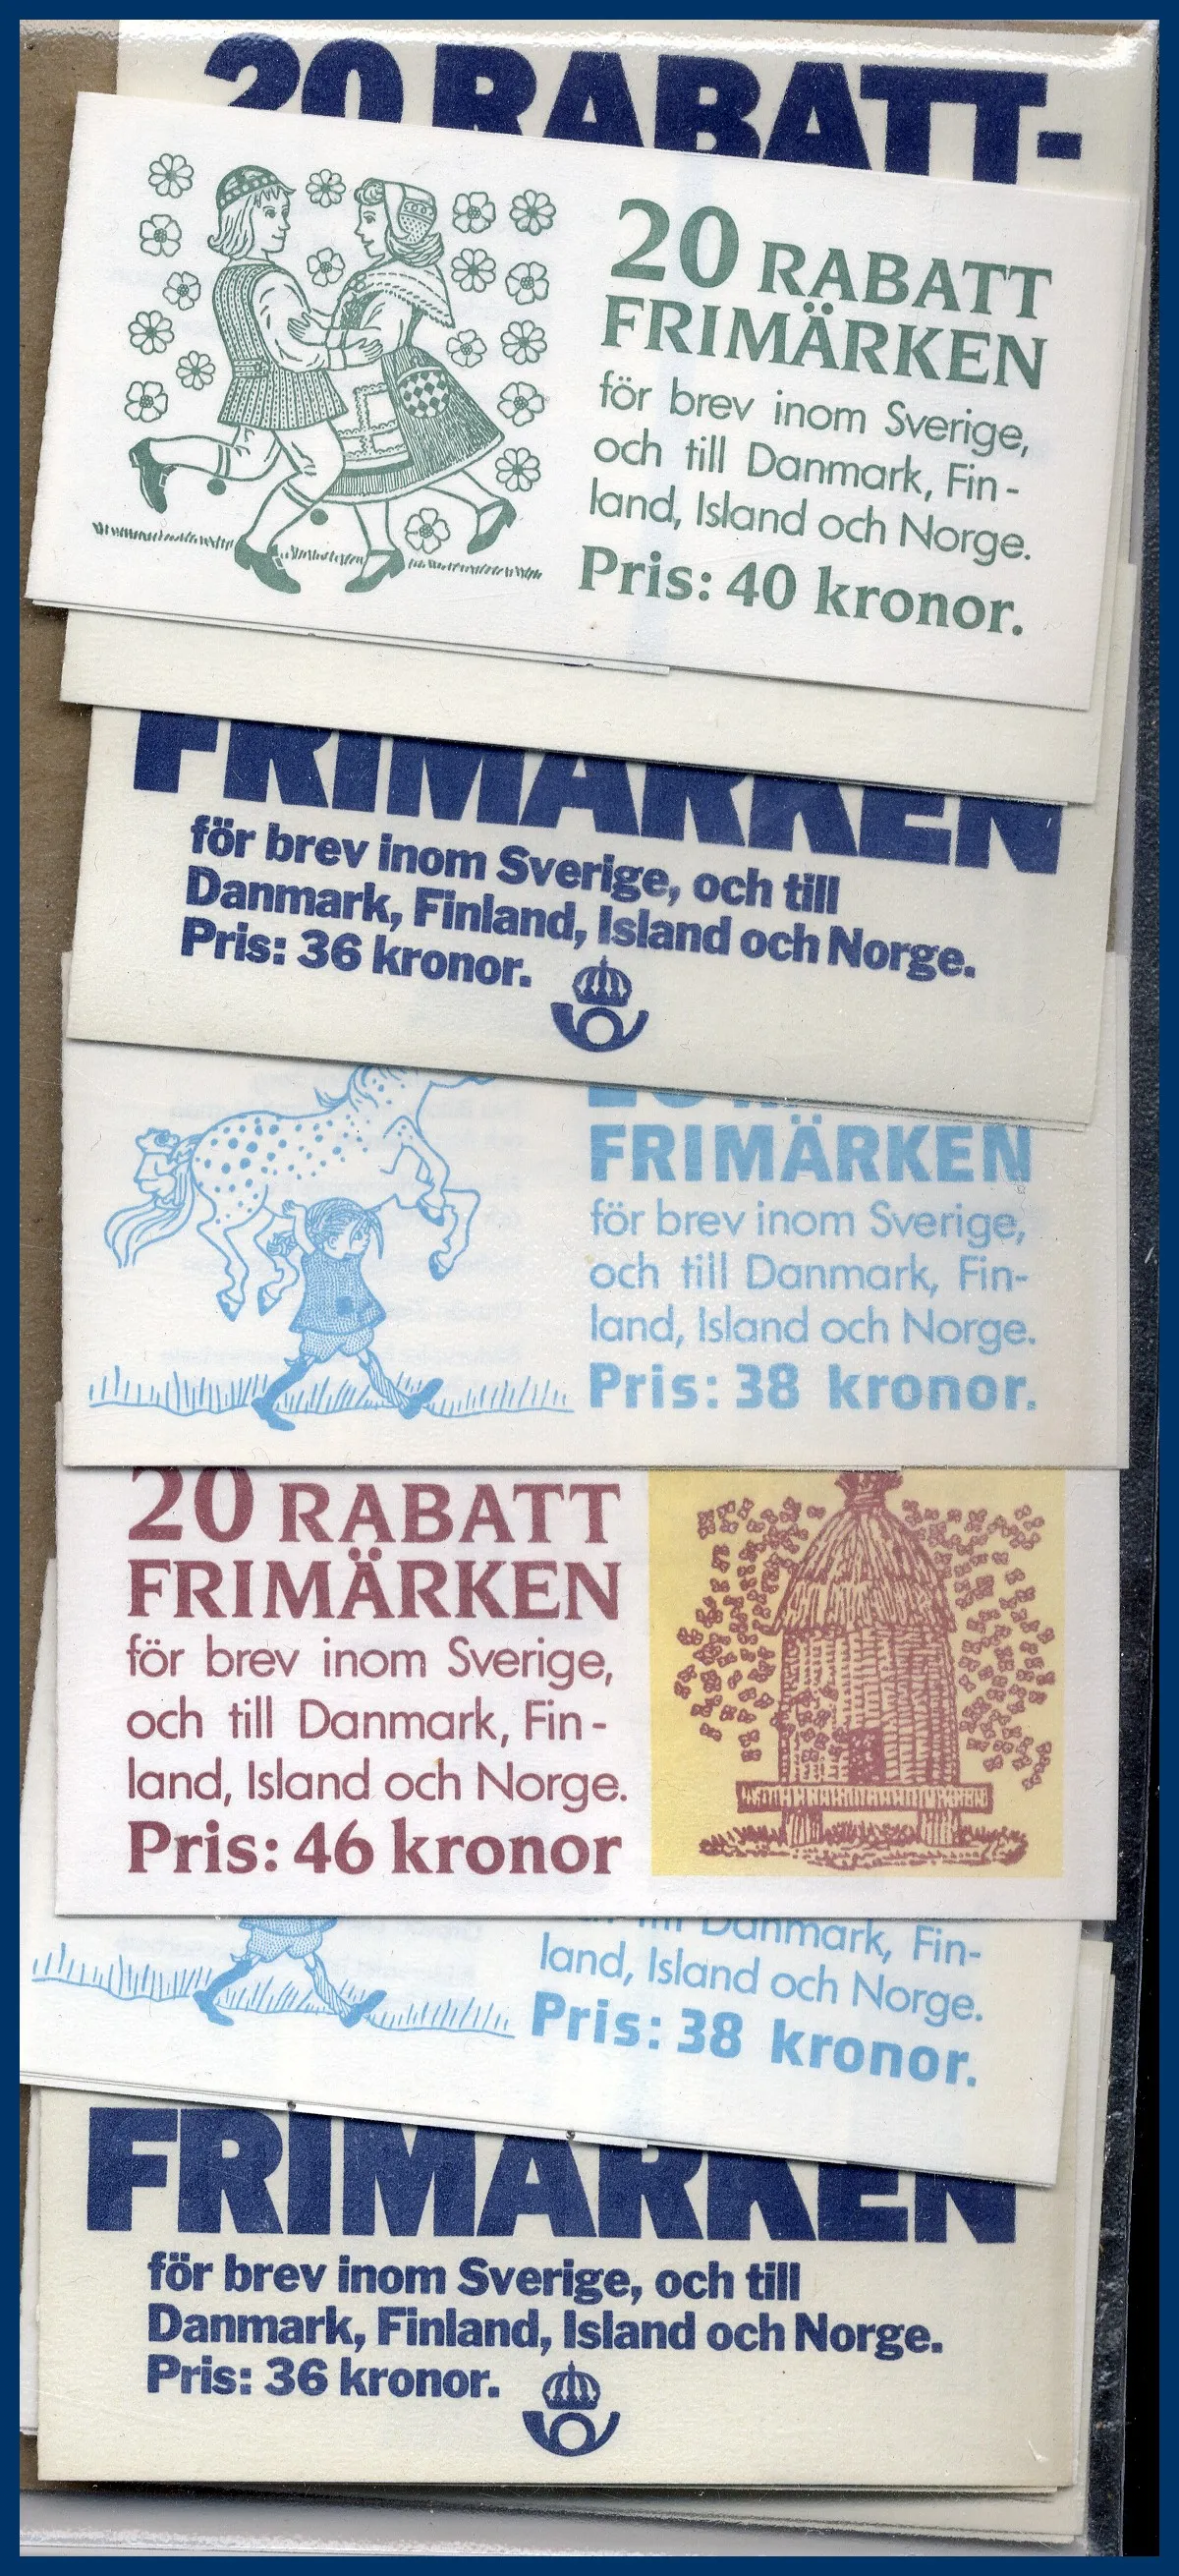 20 RABATT-
20 RABATT
FRIMÄRKEN
för brev inom Sverige,
och till Danmark, Fin-
land, Island och Norge.
Pris: 40 kronor.
FRIMÄRKEN
för brev inom Sverige, och till
Danmark, Finland, Island och Norge.
Pris: 36 kronor.
FRIMÄRKEN
för brev inom Sverige,
och till Danmark, Fin-
land, Island och Norge.
Pris: 38 kronor.
20 RABATT
FRIMÄRKEN
för brev inom Sverige,
och till Danmark, Fin-
land, Island och Norge.
Pris: 46 kronor
till Danmark, Fin-
land, Island och Norge.
Pris: 38 kronor.
FRIMÄRKEN
för brev inom Sverige, och till
Danmark, Finland, Island och Norge.
Pris: 36 kronor.